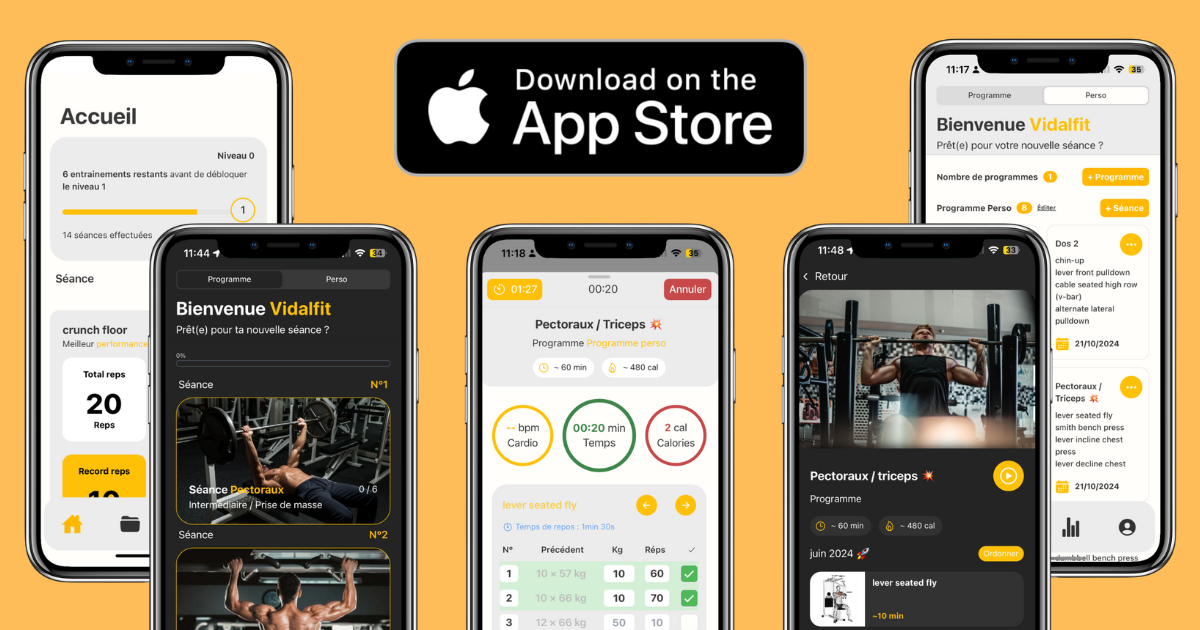 Download on the
App Store
Accueil
Niveau 0
6 entrainements restants avant de débloquer
le niveau 1
1
14 séances effectuées
Séance
crunch floor
Meilleur performance
Total reps
20
Reps
Record reps
11:44
34
Programme
Perso
Bienvenue Vidalfit
Prêt(e) pour ta nouvelle séance ?
0%
Séance
N°1
Séance Pectoraux
0 / 6
Intermédiaire / Prise de masse
Séance
N°2
11:18
35
01:27
00:20
Annuler
Pectoraux / Triceps 💥
Programme Programme perso
~ 60 min
~ 480 cal
-- bpm
Cardio
00:20 min
Temps
2 cal
Calories
lever seated fly
Temps de repos : 1min 30s
N° Précédent Kg Réps ✓
1 10 × 57 kg 10 60
2 10 × 66 kg 10 70
3 12 × 66 kg 50 10
11:48
33
Retour
Pectoraux / triceps 💥
Programme
~ 60 min
~ 480 cal
juin 2024 🚀
Ordonner
lever seated fly
~10 min
11:17
35
Programme
Perso
Bienvenue Vidalfit
Prêt(e) pour votre nouvelle séance ?
Nombre de programmes 1
+ Programme
Programme Perso 8 Éditer
+ Séance
Dos 2
chin-up
lever front pulldown
cable seated high row
(v-bar)
alternate lateral
pulldown
21/10/2024
Pectoraux /
Triceps 💥
lever seated fly
smith bench press
lever incline chest
press
lever decline chest
21/10/2024
dumbbell bench press